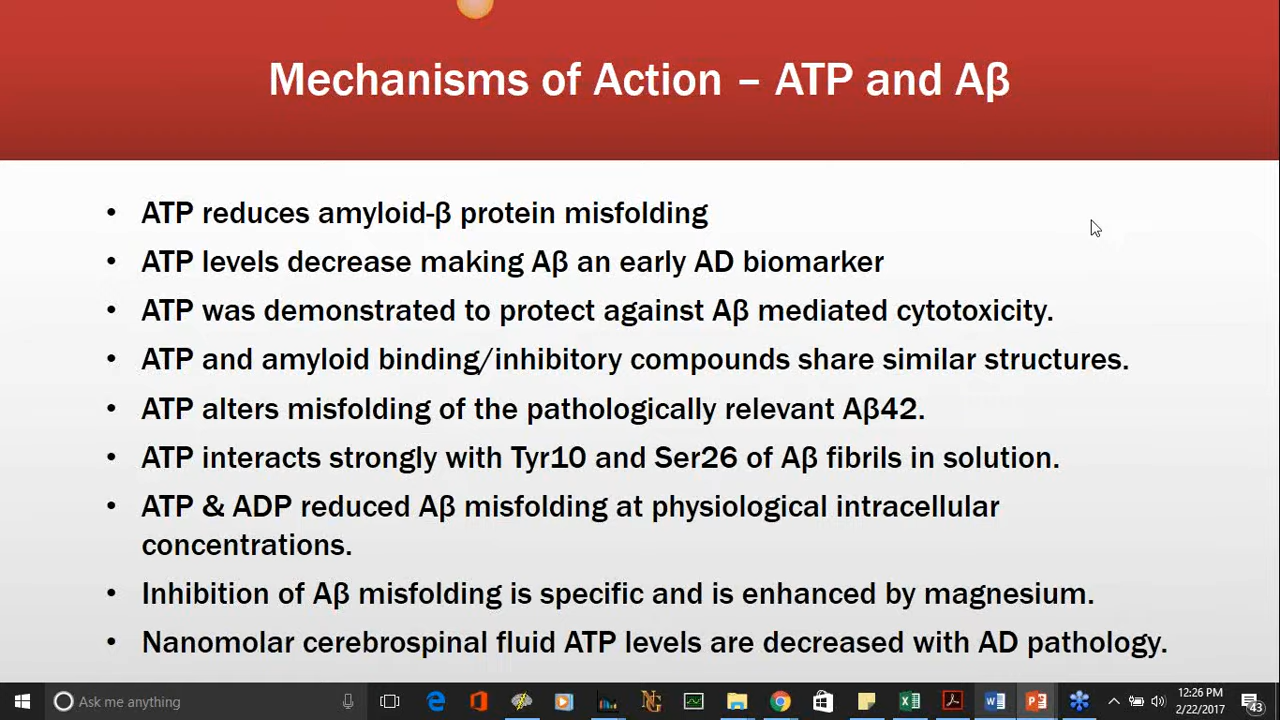 Mechanisms of Action – ATP and Aβ
• ATP reduces amyloid-β protein misfolding
• ATP levels decrease making Aβ an early AD biomarker
• ATP was demonstrated to protect against Aβ mediated cytotoxicity.
• ATP and amyloid binding/inhibitory compounds share similar structures.
• ATP alters misfolding of the pathologically relevant Aβ42.
• ATP interacts strongly with Tyr10 and Ser26 of Aβ fibrils in solution.
• ATP & ADP reduced Aβ misfolding at physiological intracellular
concentrations.
• Inhibition of Aβ misfolding is specific and is enhanced by magnesium.
• Nanomolar cerebrospinal fluid ATP levels are decreased with AD pathology.
Ask me anything
12:26 PM
2/22/2017
43